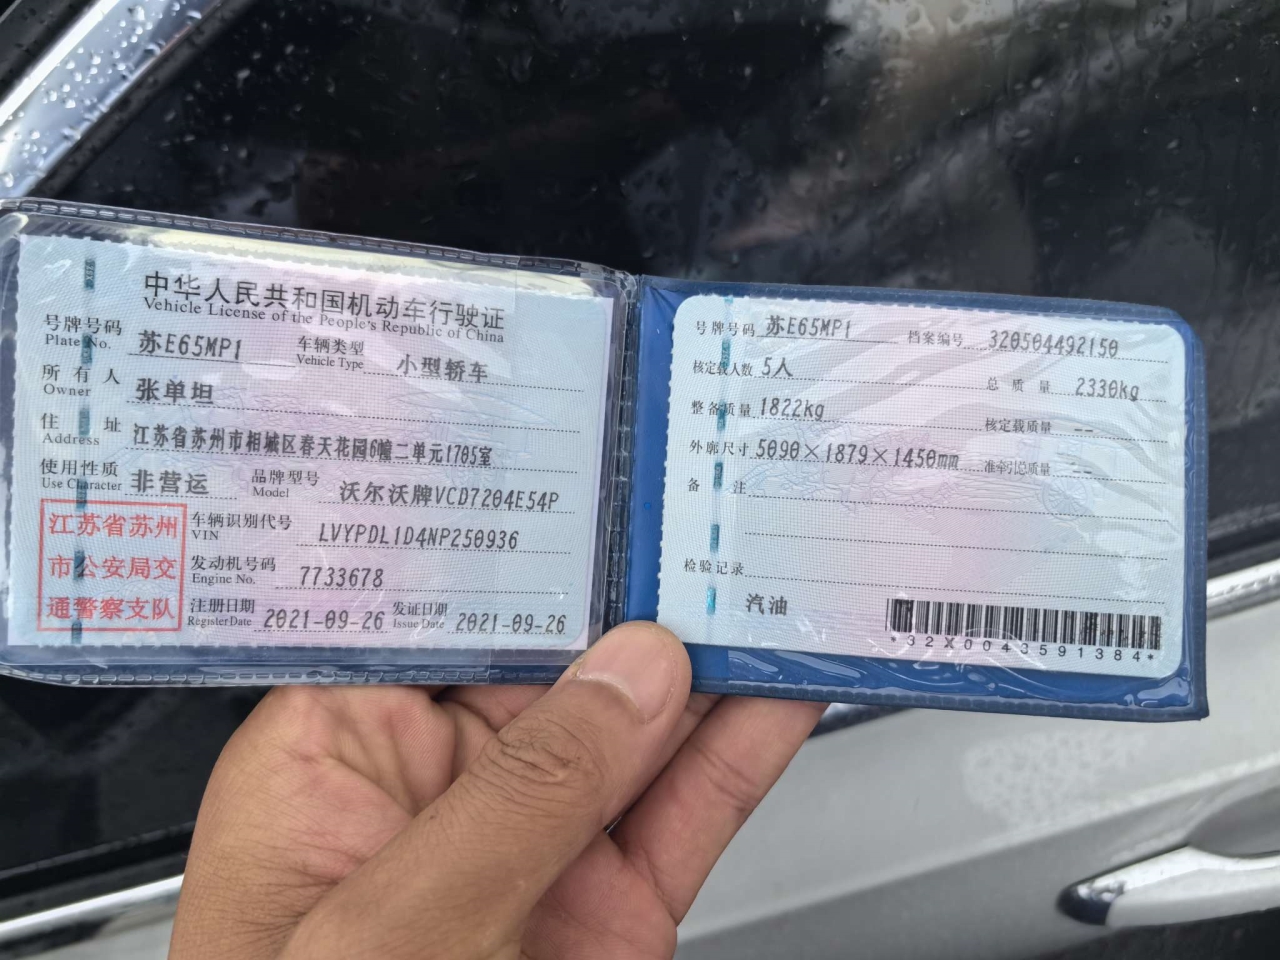 中华人民共和国机动车行驶证
Vehicle License of the People's Republic of China
号牌号码 苏E65MP1 车辆类型 小型轿车
Plate No. Vehicle Type
所有人 张单坦
Owner
住址 江苏省苏州市相城区春天花园6幢二单元1705室
Address
使用性质 非营运 品牌型号 沃尔沃牌VCD7204E54P
Use Character Model
江苏省苏州
市公安局交
通警察支队
车辆识别代号 LVYPDL1D4NP250936
VIN
发动机号码 7733678
Engine No.
注册日期 2021-09-26 发证日期 2021-09-26
Register Date Issue Date
号牌号码 苏E65MP1 档案编号 320504492150
核定载人数 5人 总质量 2330kg
整备质量 1822kg 核定载质量 --
外廓尺寸 5090×1879×1450mm 准牵引总质量 --
备注
检验记录
汽油
*32X0043591384*